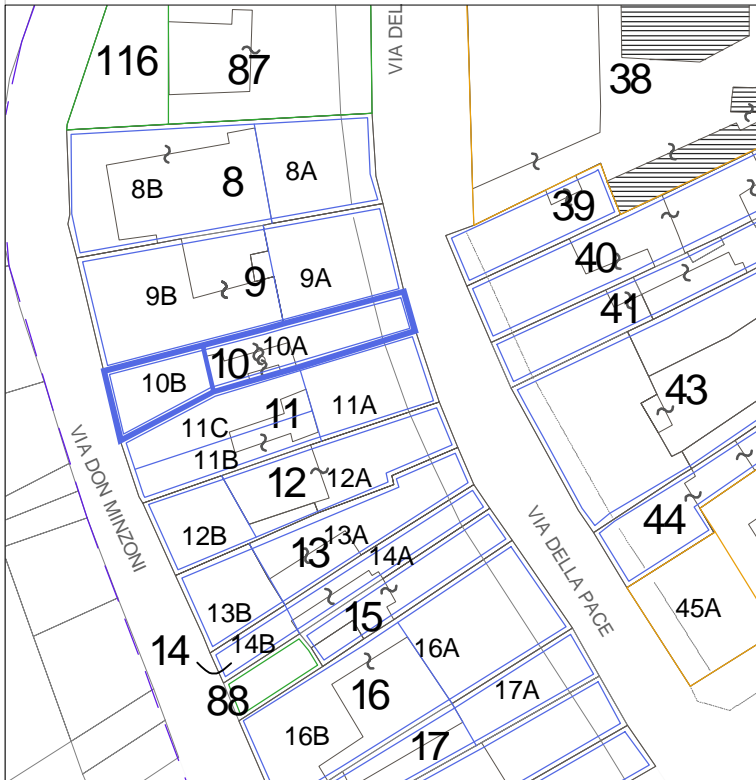 116
87
VIA DEL
38
8B
8
8A
39
9B
9
9A
40
41
10B
10
10A
43
11C
11
11A
11B
VIA DON MINZONI
12
12A
12B
44
13
13A
14A
VIA DELLA PACE
13B
15
45A
14
14B
16A
88
16
17A
16B
17